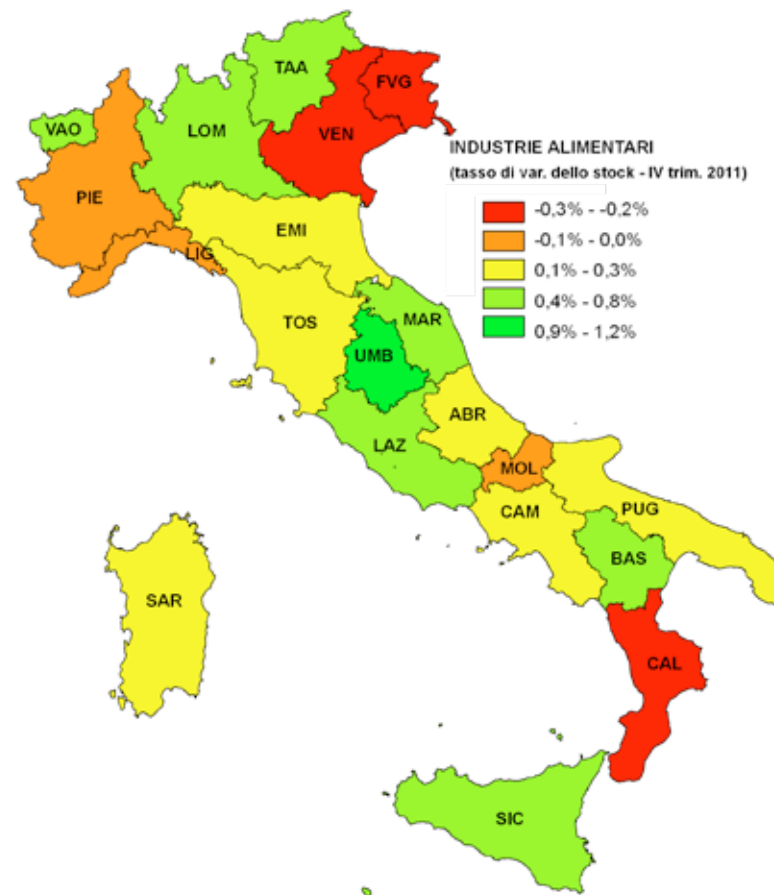 TAA
FVG
VAO
LOM
VEN
INDUSTRIE ALIMENTARI
(tasso di var. dello stock - IV trim. 2011)
PIE
-0,3% - -0,2%
EMI
-0,1% - 0,0%
LIG
0,1% - 0,3%
TOS
MAR
0,4% - 0,8%
UMB
0,9% - 1,2%
ABR
LAZ
MOL
CAM
PUG
BAS
SAR
CAL
SIC